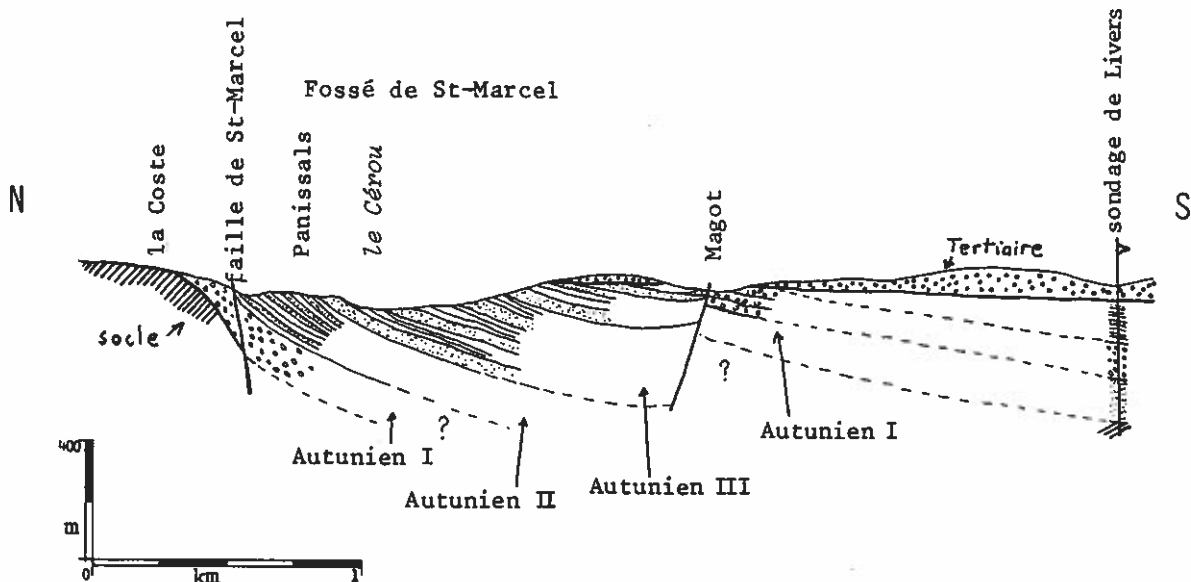 Fossé de St-Marcel
N
la Coste
faille de St-Marcel
Panissals
le Cérou
Magot
sondage de Livers
S
Tertiaire
socle
?
?
Autunien I
Autunien II
Autunien III
Autunien I
400
m
0
km
1